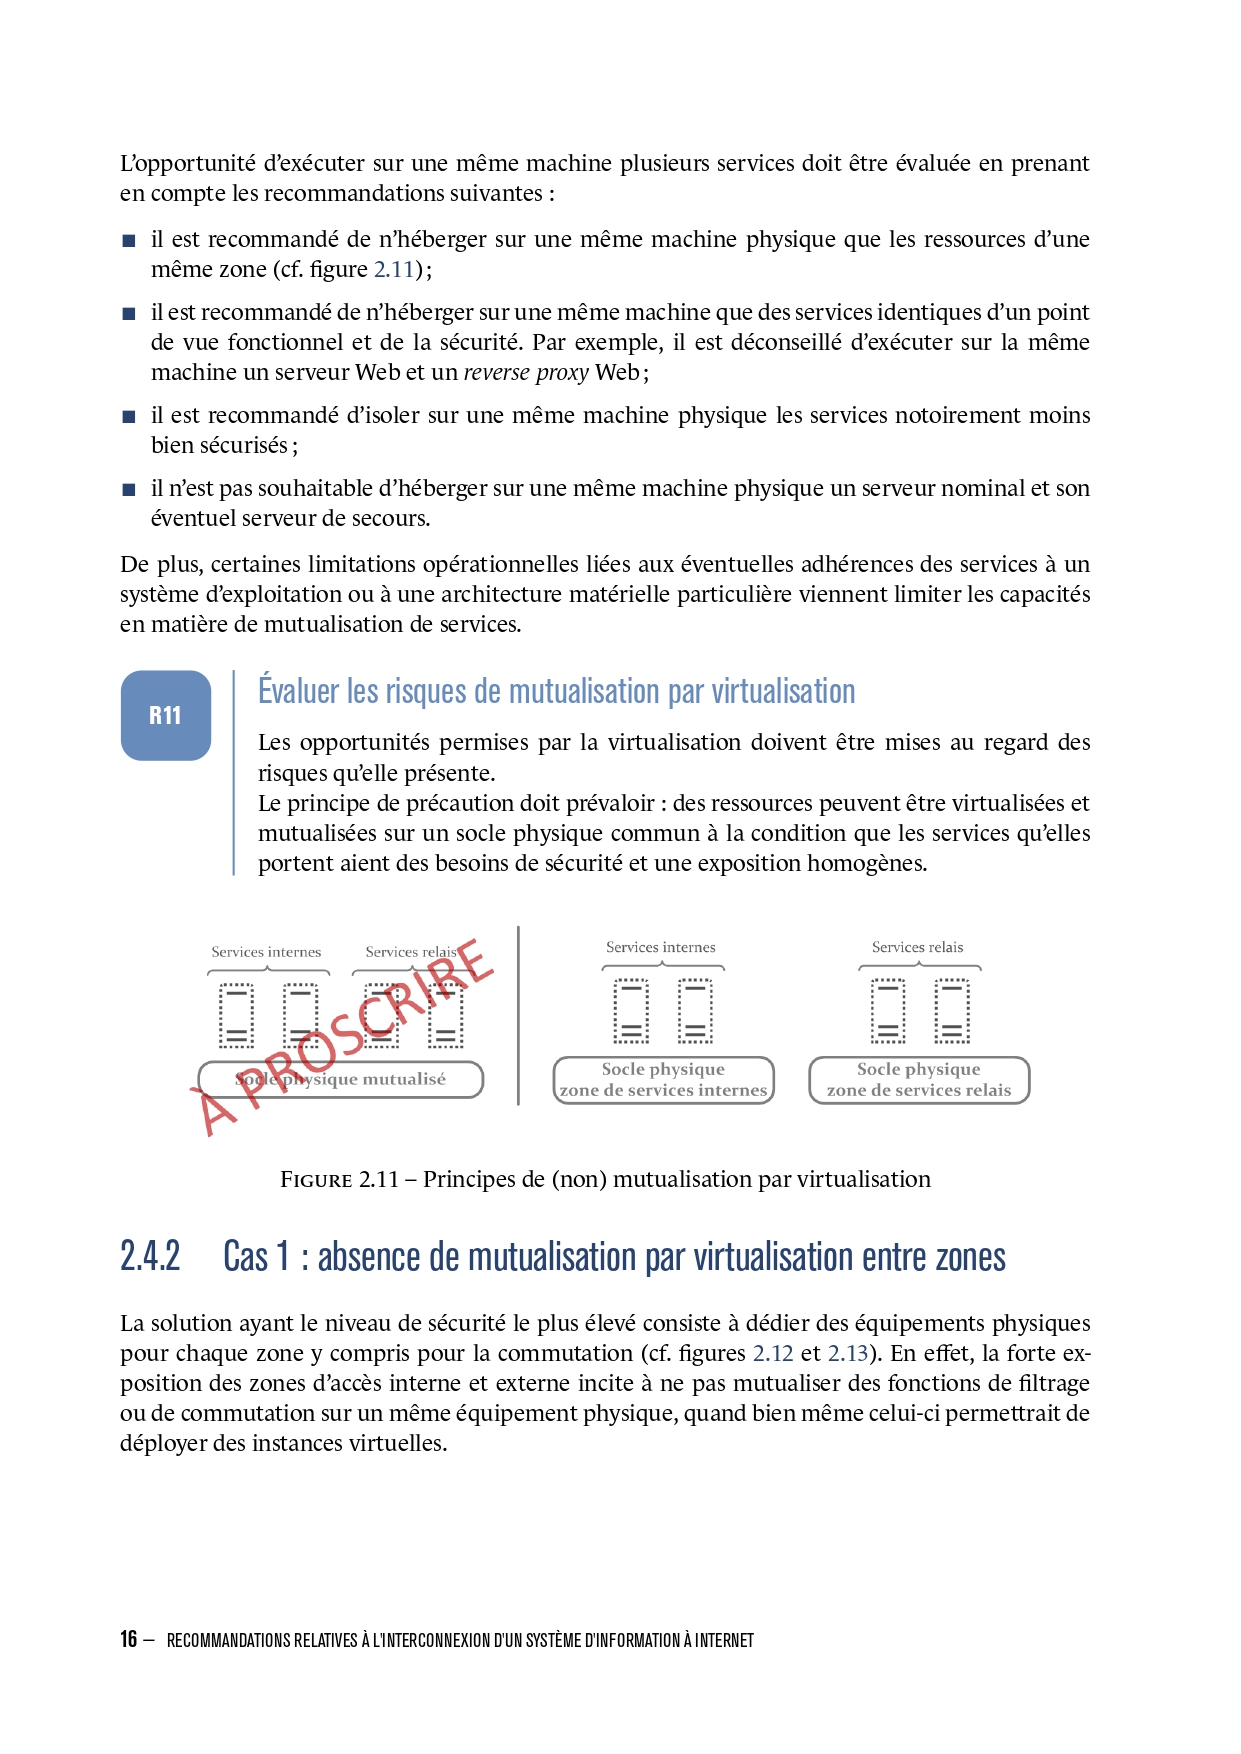 L’opportunité d’exécuter sur une même machine plusieurs services doit être évaluée en prenant
en compte les recommandations suivantes :
■ il est recommandé de n’héberger sur une même machine physique que les ressources d’une
même zone (cf. figure 2.11) ;
■ il est recommandé de n’héberger sur une même machine que des services identiques d’un point
de vue fonctionnel et de la sécurité. Par exemple, il est déconseillé d’exécuter sur la même
machine un serveur Web et un reverse proxy Web ;
■ il est recommandé d’isoler sur une même machine physique les services notoirement moins
bien sécurisés ;
■ il n’est pas souhaitable d’héberger sur une même machine physique un serveur nominal et son
éventuel serveur de secours.
De plus, certaines limitations opérationnelles liées aux éventuelles adhérences des services à un
système d’exploitation ou à une architecture matérielle particulière viennent limiter les capacités
en matière de mutualisation de services.
R11
Évaluer les risques de mutualisation par virtualisation
Les opportunités permises par la virtualisation doivent être mises au regard des
risques qu’elle présente.
Le principe de précaution doit prévaloir : des ressources peuvent être virtualisées et
mutualisées sur un socle physique commun à la condition que les services qu’elles
portent aient des besoins de sécurité et une exposition homogènes.
Services internes
Services relais
Socle physique mutualisé
À PROSCRIRE
Services internes
Services relais
Socle physique
zone de services internes
Socle physique
zone de services relais
FIGURE 2.11 – Principes de (non) mutualisation par virtualisation
2.4.2 Cas 1 : absence de mutualisation par virtualisation entre zones
La solution ayant le niveau de sécurité le plus élevé consiste à dédier des équipements physiques
pour chaque zone y compris pour la commutation (cf. figures 2.12 et 2.13). En effet, la forte ex-
position des zones d’accès interne et externe incite à ne pas mutualiser des fonctions de filtrage
ou de commutation sur un même équipement physique, quand bien même celui-ci permettrait de
déployer des instances virtuelles.
16 – RECOMMANDATIONS RELATIVES À L'INTERCONNEXION D'UN SYSTÈME D'INFORMATION À INTERNET